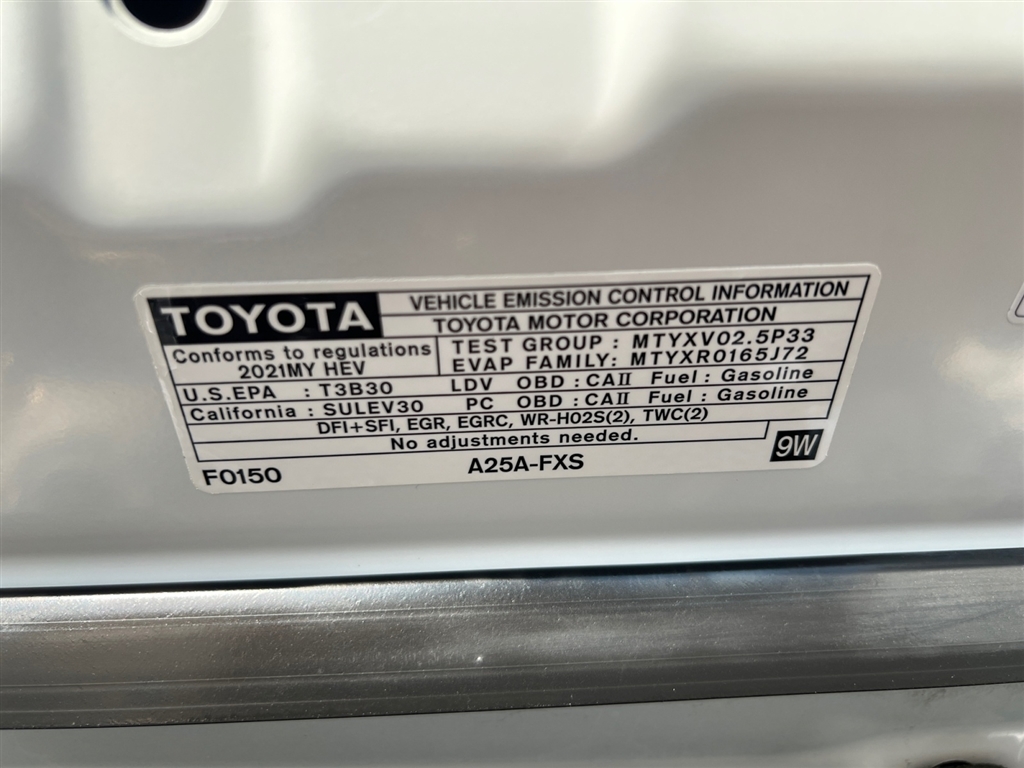 TOYOTA
VEHICLE EMISSION CONTROL INFORMATION
TOYOTA MOTOR CORPORATION
Conforms to regulations
2021MY HEV
TEST GROUP : MTYXV02.5P33
EVAP FAMILY: MTYXR0165J72
U.S.EPA : T3B30 LDV OBD : CAII Fuel : Gasoline
California : SULEV30 PC OBD : CAII Fuel : Gasoline
DFI+SFI, EGR, EGRC, WR-HO2S(2), TWC(2)
No adjustments needed.
F0150 A25A-FXS 9W